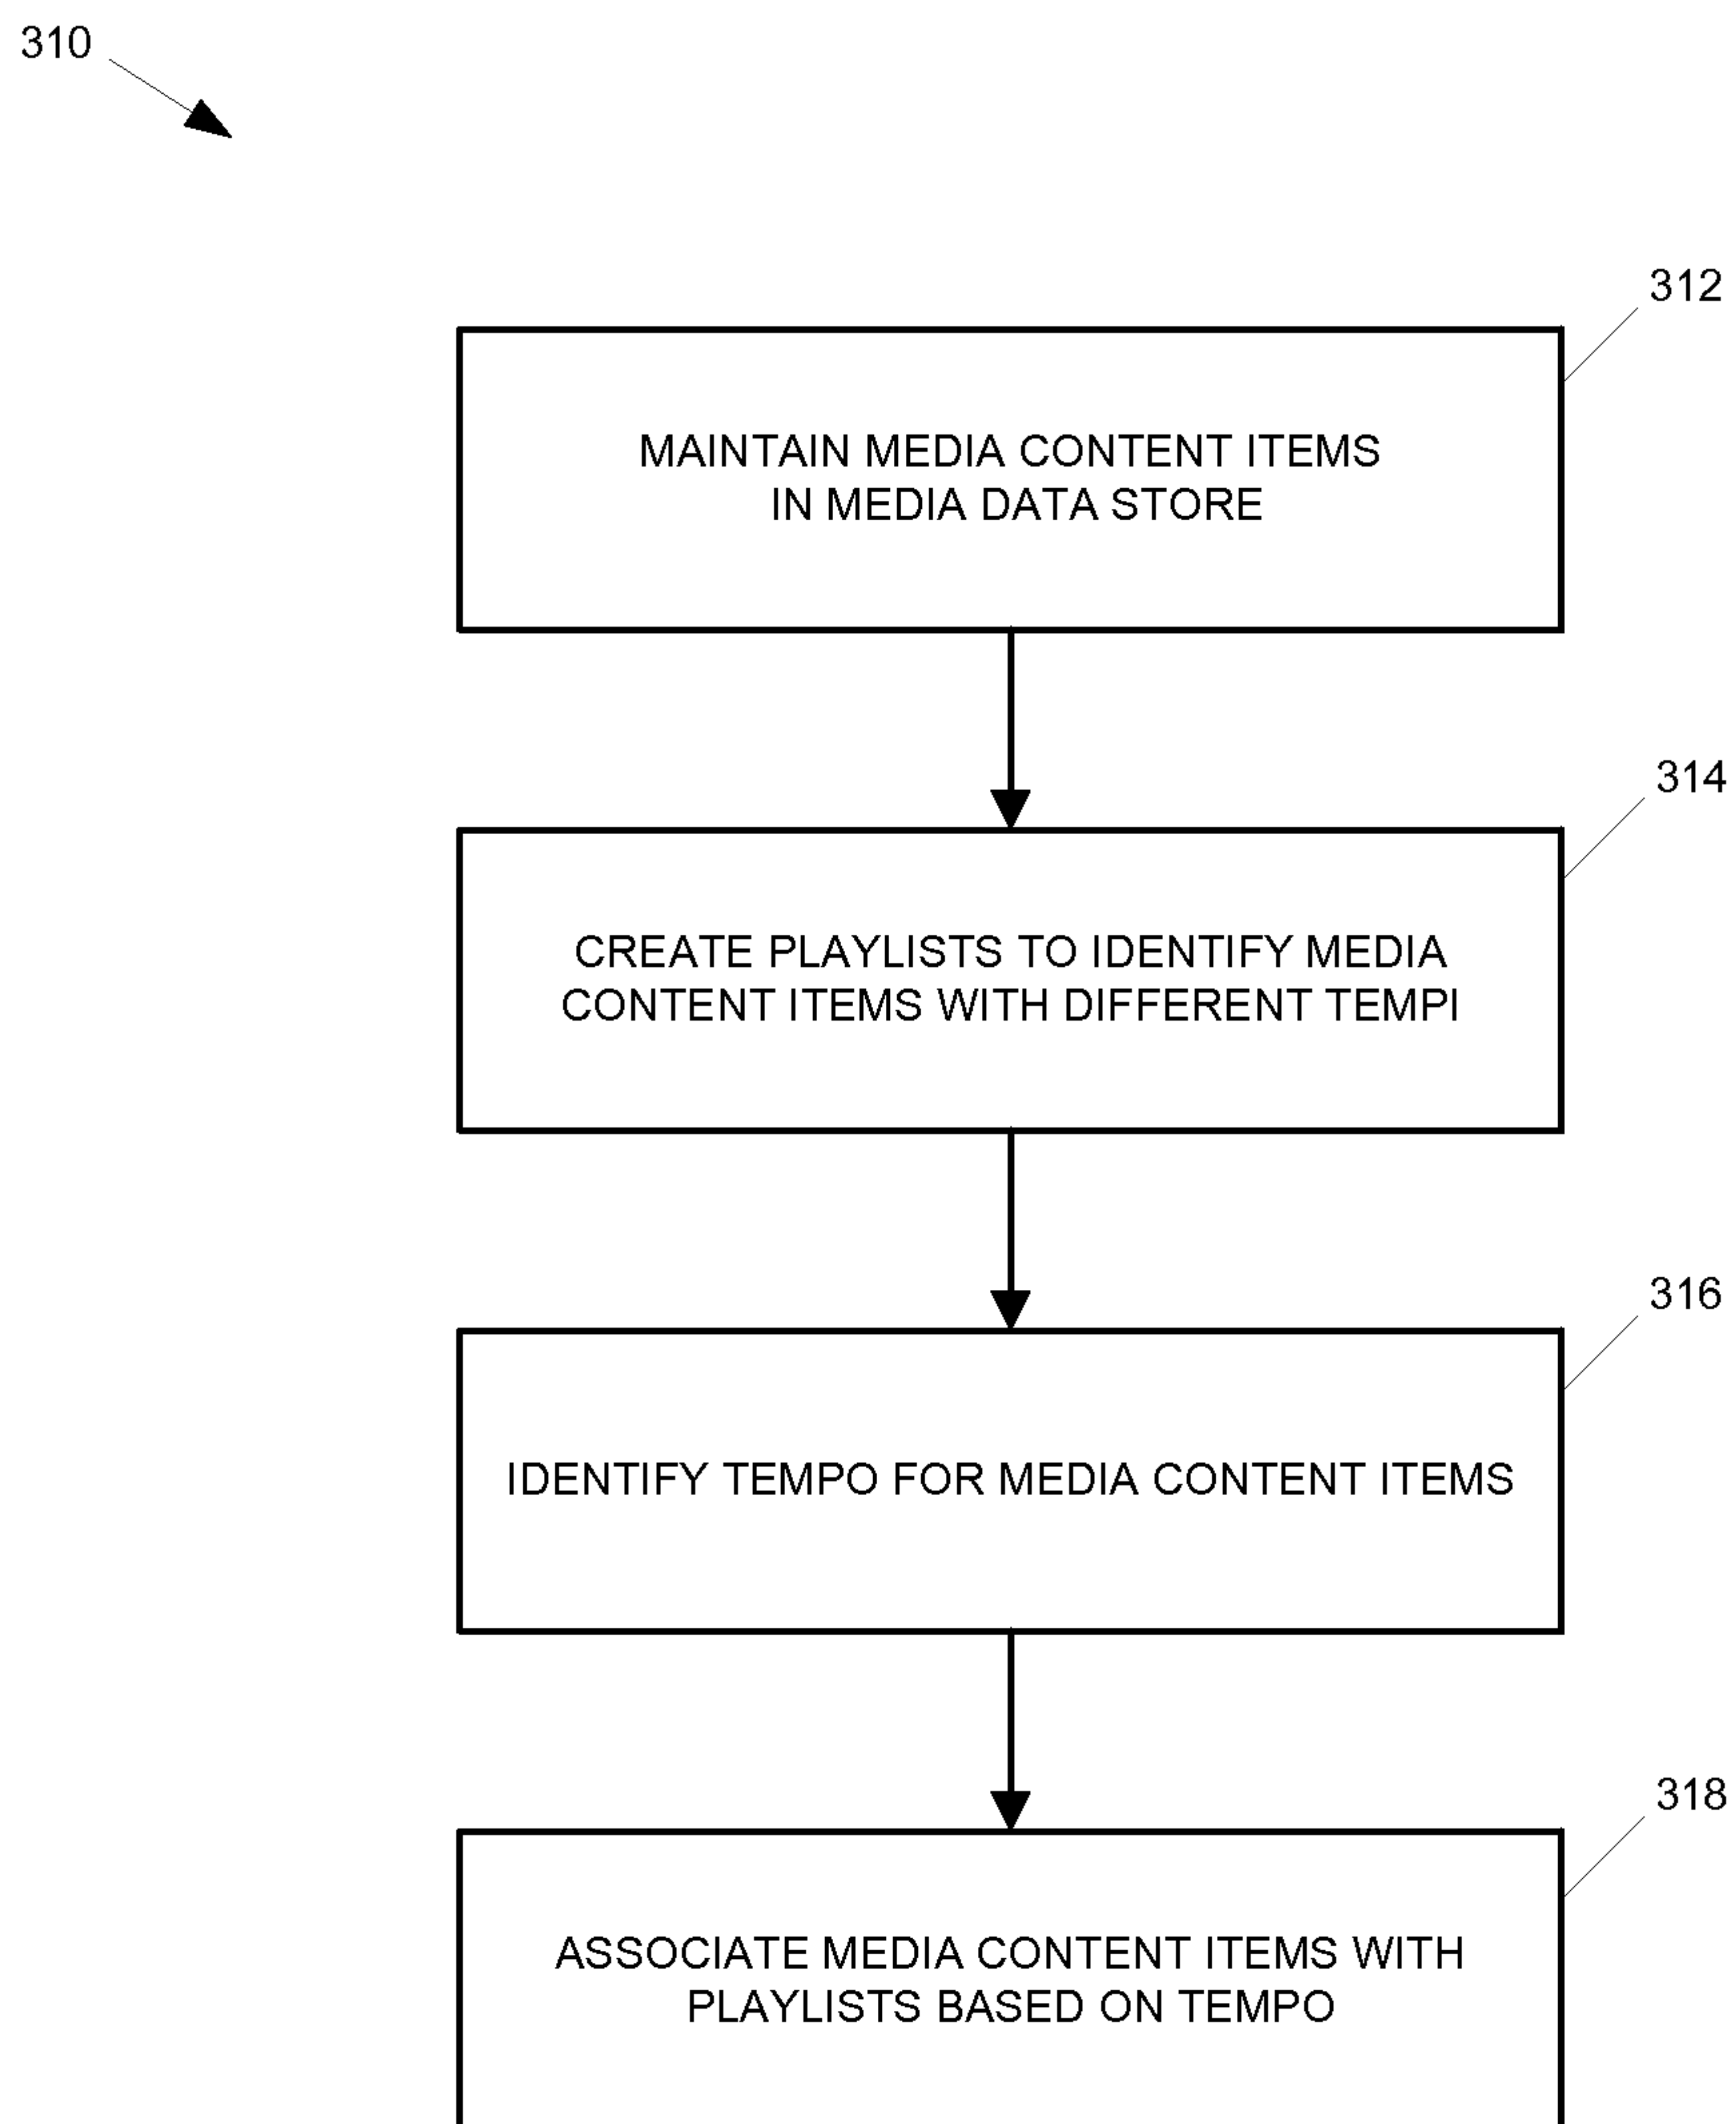 310
312
MAINTAIN MEDIA CONTENT ITEMS
IN MEDIA DATA STORE
314
CREATE PLAYLISTS TO IDENTIFY MEDIA
CONTENT ITEMS WITH DIFFERENT TEMPI
316
IDENTIFY TEMPO FOR MEDIA CONTENT ITEMS
318
ASSOCIATE MEDIA CONTENT ITEMS WITH
PLAYLISTS BASED ON TEMPO